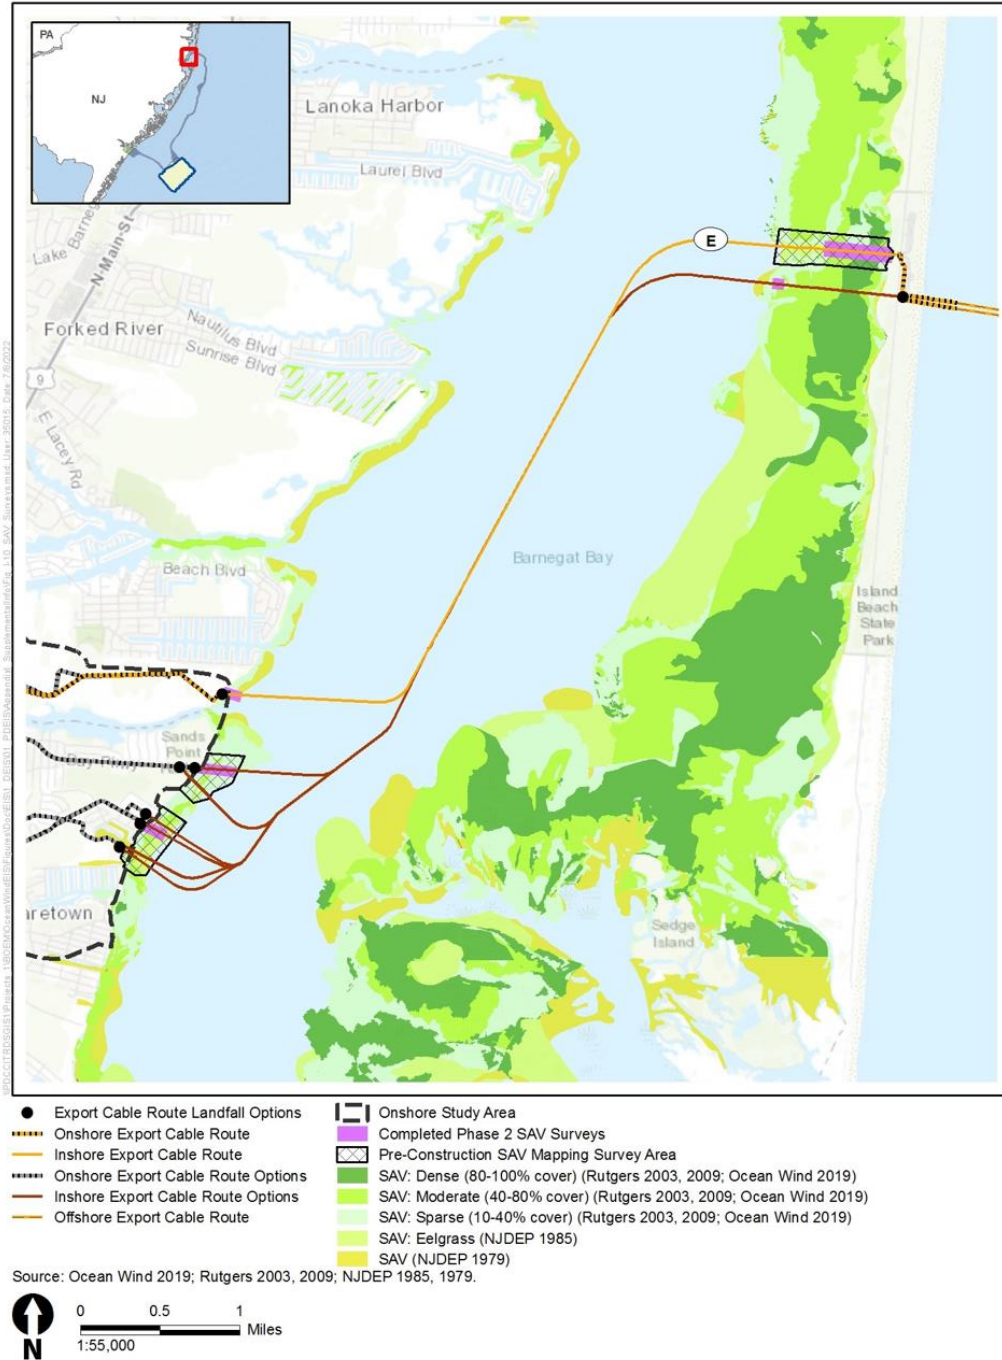 PA
NJ
Lanoka Harbor
Laurel Blvd
Lake Barneg
N-Main-St
E
Forked River
Nautilus Blvd
Sunrise Blvd
9
E Lacey Rd
Beach Blvd
Barnegat Bay
Island
Beach
State
Park
Sands
Point
aretown
Sedge
Island
Export Cable Route Landfall Options
Onshore Export Cable Route
Inshore Export Cable Route
Onshore Export Cable Route Options
Inshore Export Cable Route Options
Offshore Export Cable Route
Onshore Study Area
Completed Phase 2 SAV Surveys
Pre-Construction SAV Mapping Survey Area
SAV: Dense (80-100% cover) (Rutgers 2003, 2009; Ocean Wind 2019)
SAV: Moderate (40-80% cover) (Rutgers 2003, 2009; Ocean Wind 2019)
SAV: Sparse (10-40% cover) (Rutgers 2003, 2009; Ocean Wind 2019)
SAV: Eelgrass (NJDEP 1985)
SAV (NJDEP 1979)
Source: Ocean Wind 2019; Rutgers 2003, 2009; NJDEP 1985, 1979.
N
0 0.5 1
Miles
1:55,000